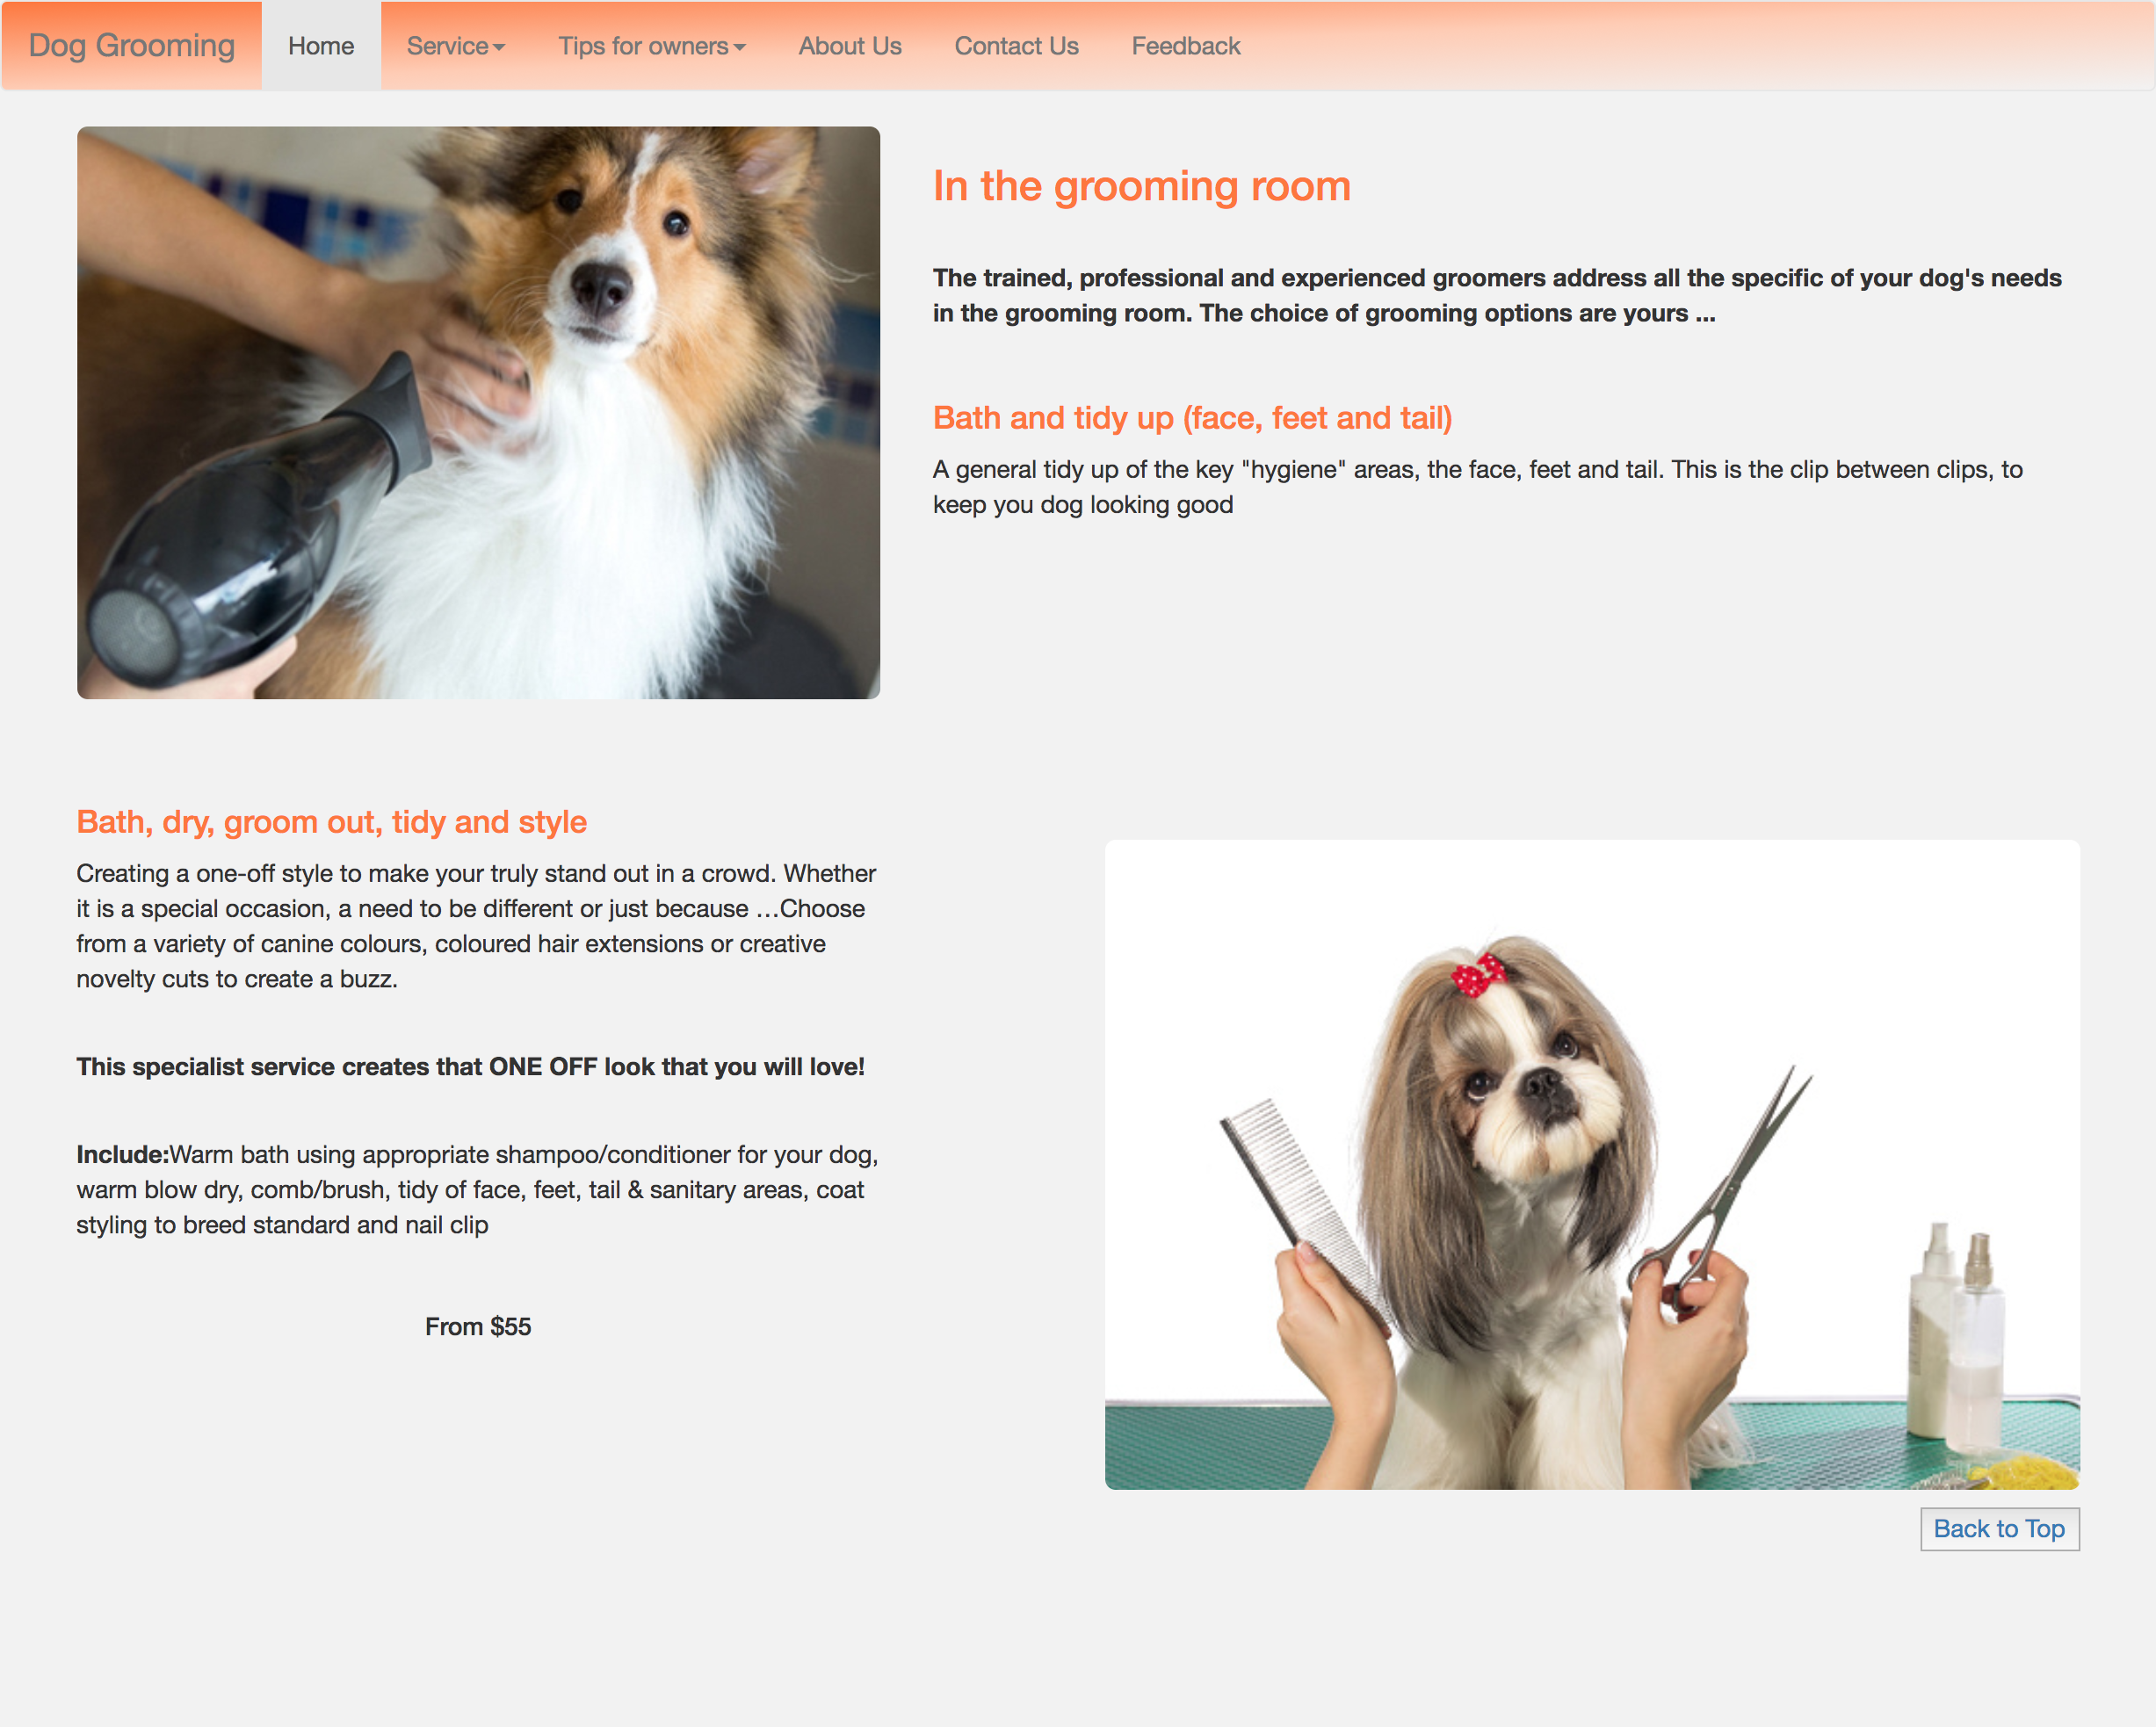 Dog Grooming Home Service Tips for owners About Us Contact Us Feedback
In the grooming room
The trained, professional and experienced groomers address all the specific of your dog's needs
in the grooming room. The choice of grooming options are yours ...
Bath and tidy up (face, feet and tail)
A general tidy up of the key "hygiene" areas, the face, feet and tail. This is the clip between clips, to
keep you dog looking good
Bath, dry, groom out, tidy and style
Creating a one-off style to make your truly stand out in a crowd. Whether
it is a special occasion, a need to be different or just because …Choose
from a variety of canine colours, coloured hair extensions or creative
novelty cuts to create a buzz.
This specialist service creates that ONE OFF look that you will love!
Include:Warm bath using appropriate shampoo/conditioner for your dog,
warm blow dry, comb/brush, tidy of face, feet, tail & sanitary areas, coat
styling to breed standard and nail clip
From $55
Back to Top